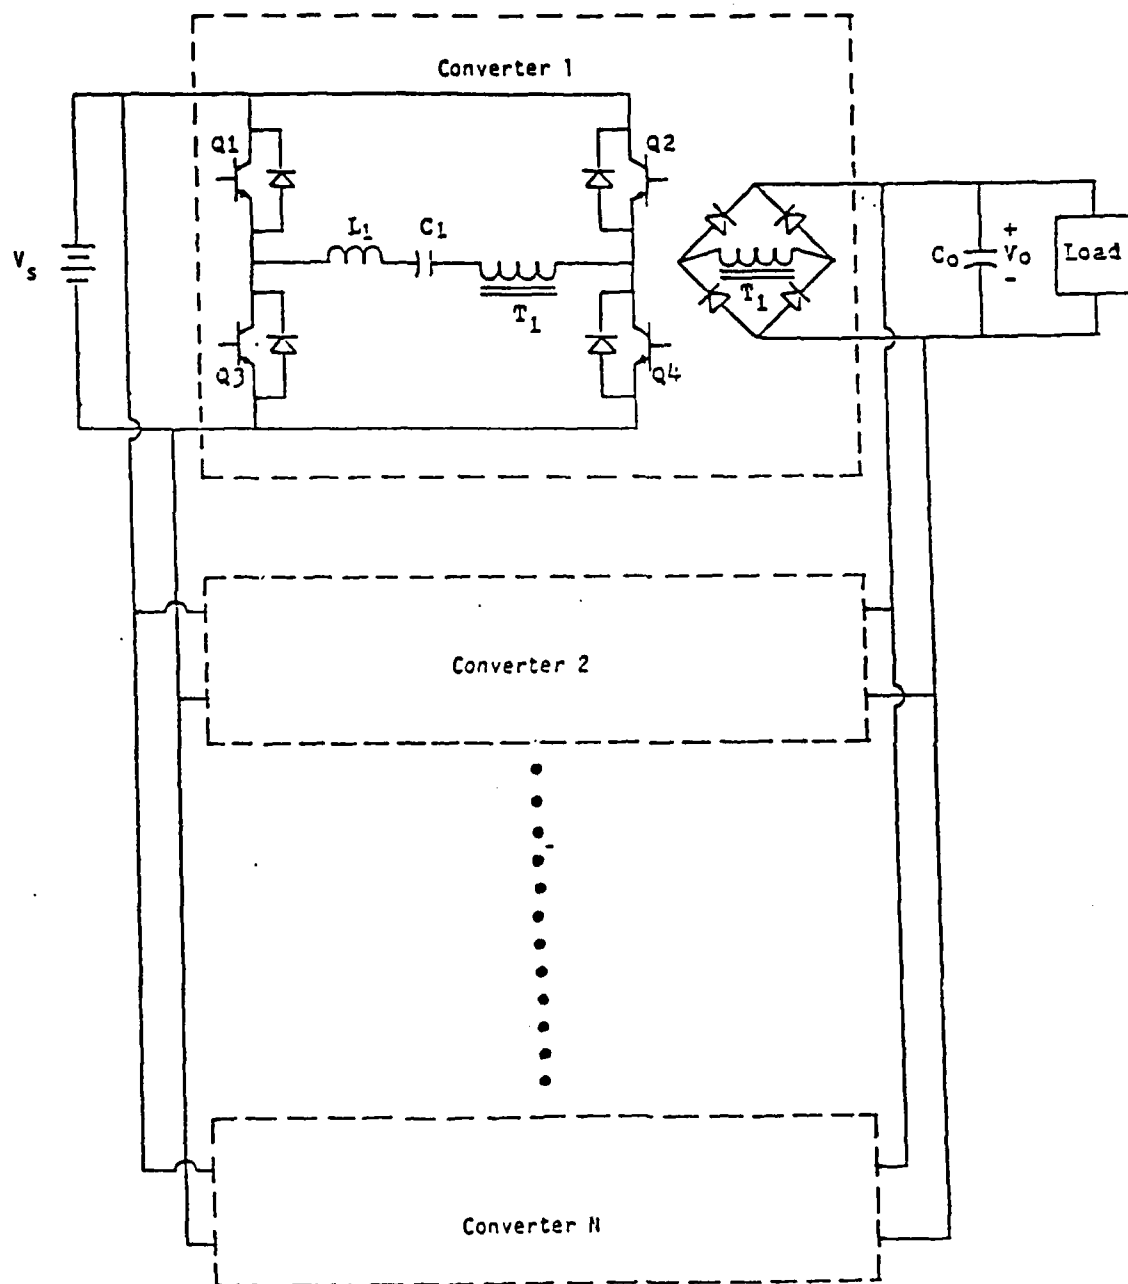 Converter 1
Q1
Q2
L1
C1
Vs
T1
T1
Co
+
Vo
-
Load
Q3
Q4
Converter 2
Converter N